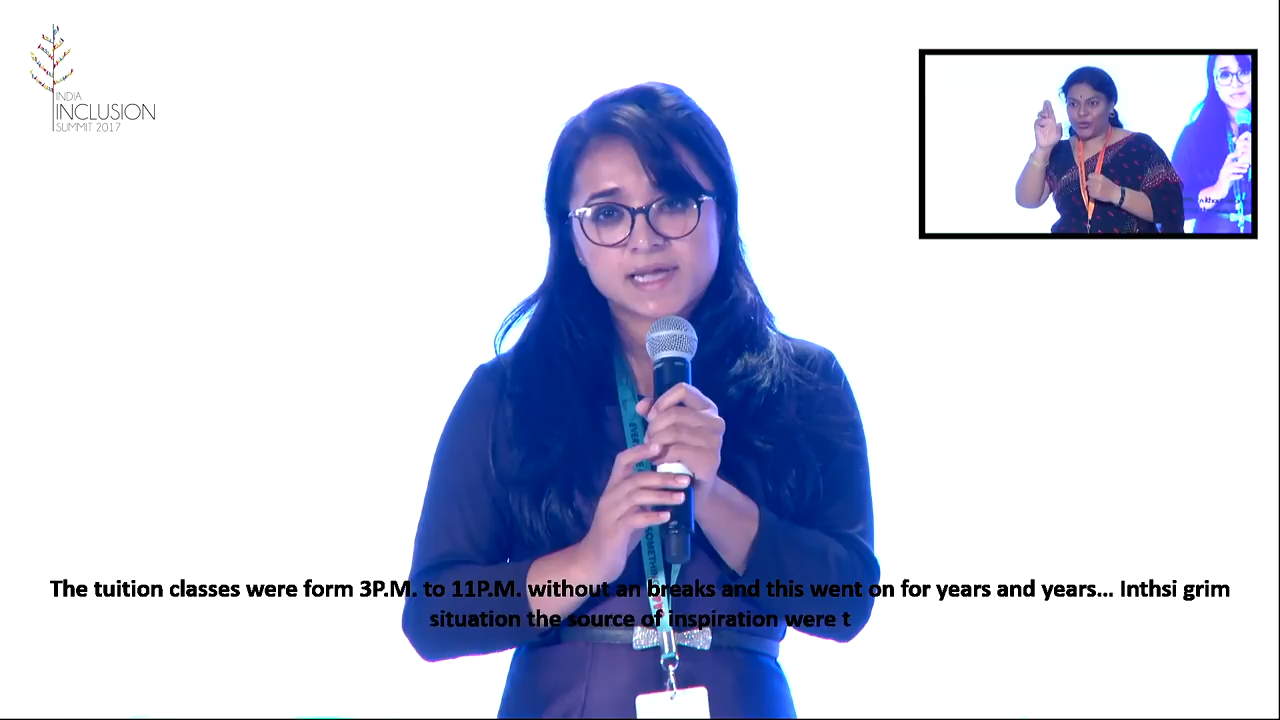 INDIA
INCLUSION
SUMMIT 2017
The tuition classes were form 3P.M. to 11P.M. without an breaks and this went on for years and years... Inthsi grim
situation the source of inspiration were t